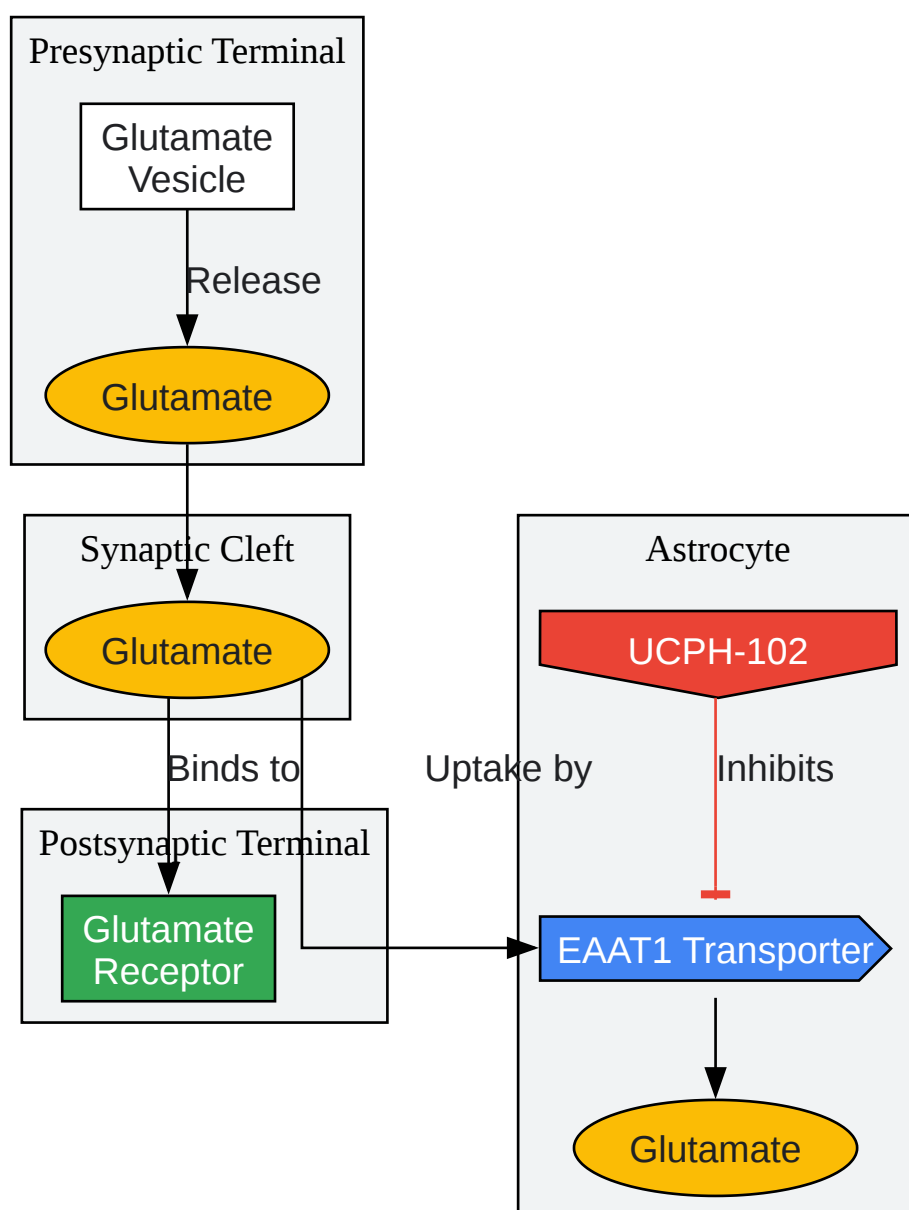 Presynaptic Terminal
Glutamate
Vesicle
Release
Glutamate
Synaptic Cleft
Glutamate
Binds to
Postsynaptic Terminal
Glutamate
Receptor
Uptake by
Astrocyte
UCPH-102
Inhibits
EAAT1 Transporter
Glutamate